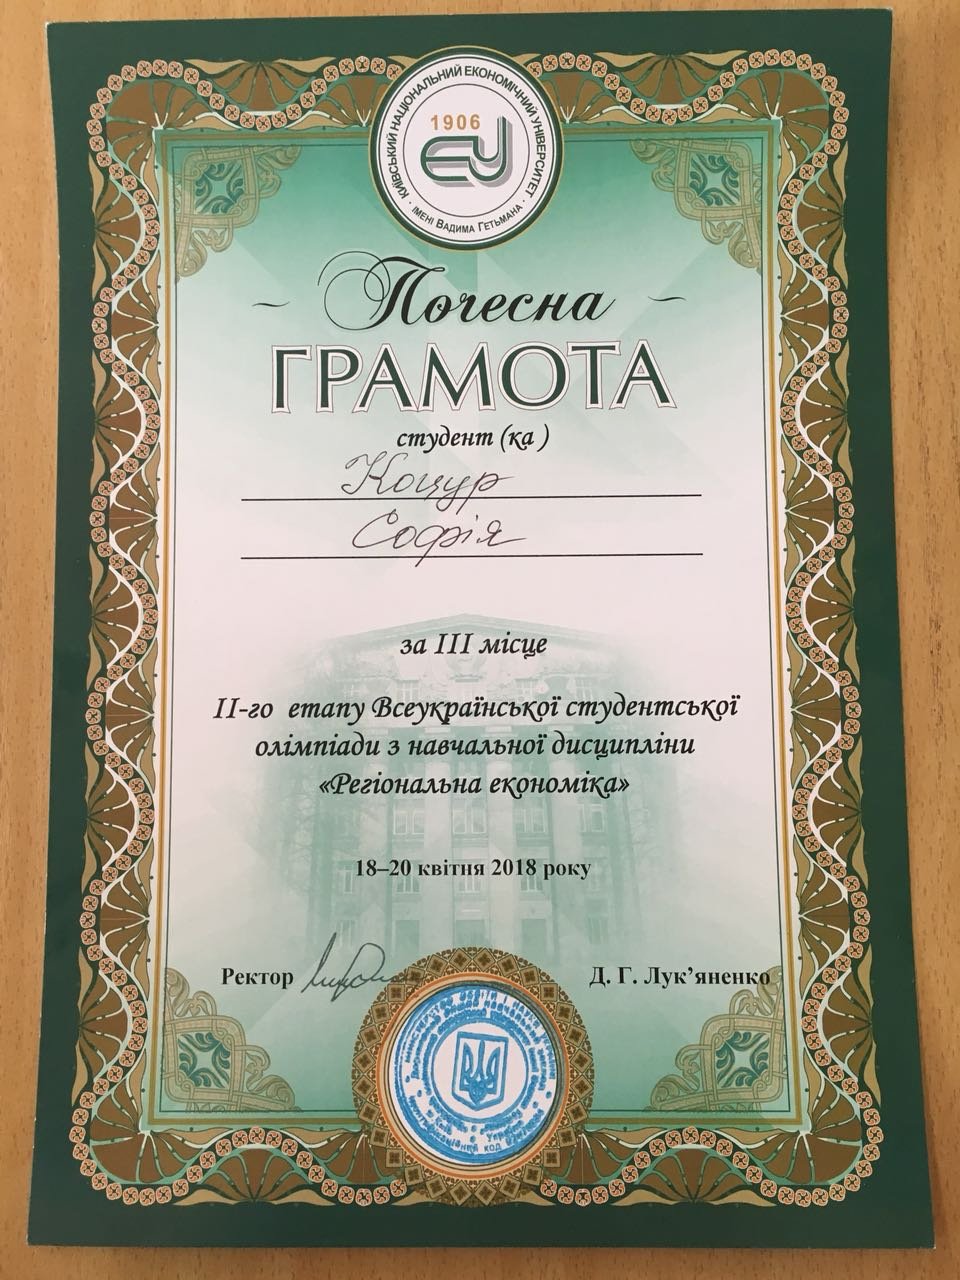 КИЇВСЬКИЙ НАЦІОНАЛЬНИЙ ЕКОНОМІЧНИЙ УНІВЕРСИТЕТ
· ІМЕНІ ВАДИМА ГЕТЬМАНА ·
1906
Почесна
ГРАМОТА
студент (ка )
Коцур
Софія
за III місце
II-го етапу Всеукраїнської студентської
олімпіади з навчальної дисципліни
«Регіональна економіка»
18–20 квітня 2018 року
Ректор
Д. Г. Лук’яненко